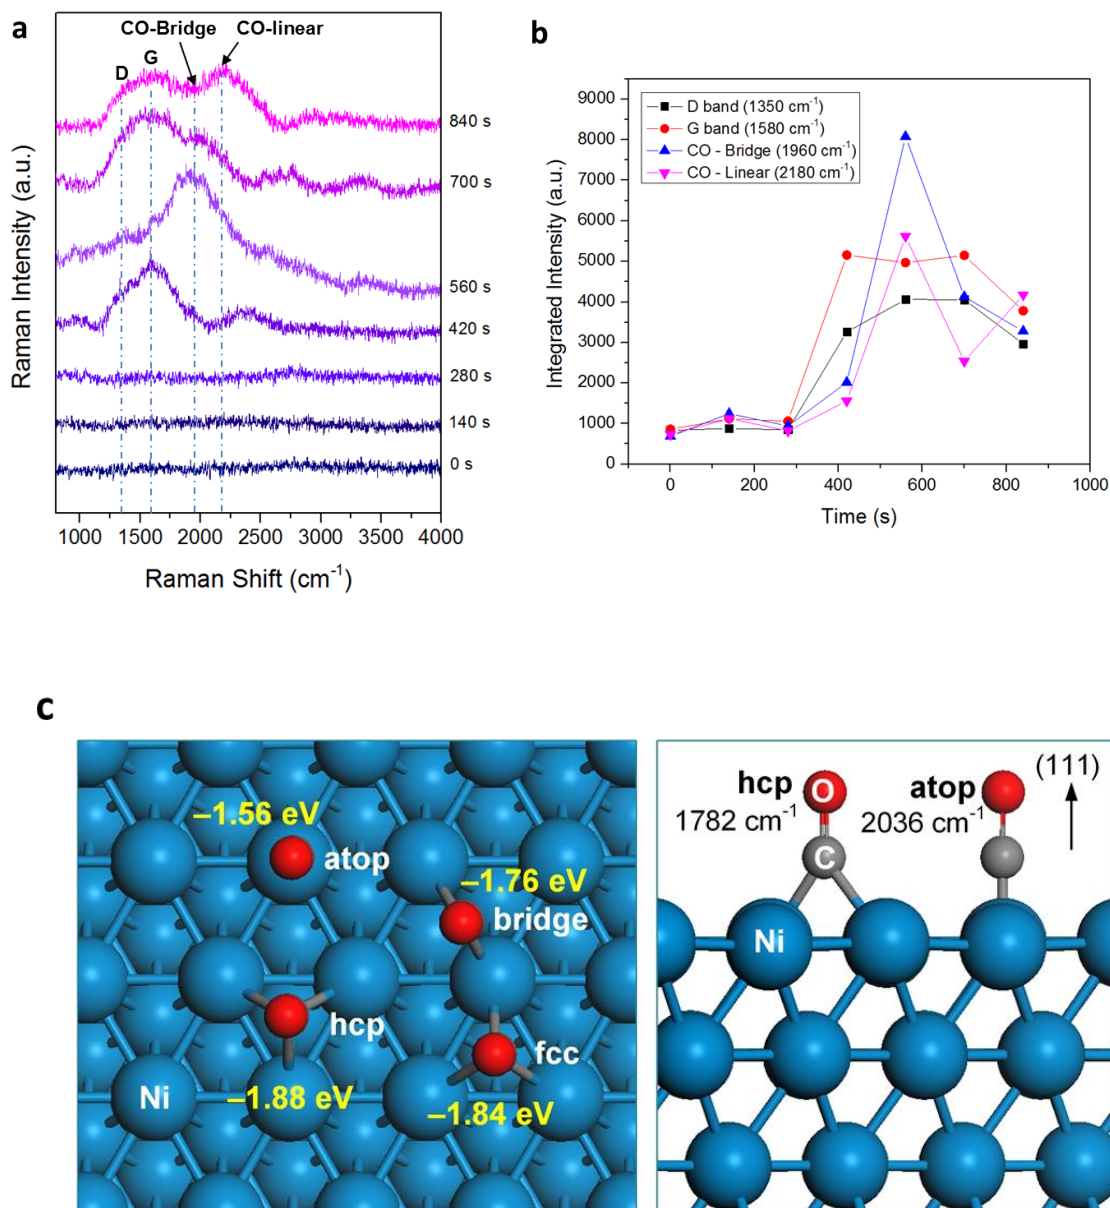 a
CO-Bridge
CO-linear
D
G
840 s
700 s
560 s
420 s
280 s
140 s
0 s
Raman Intensity (a.u.)
1000 1500 2000 2500 3000 3500 4000
Raman Shift (cm⁻¹)
b
D band (1350 cm⁻¹)
G band (1580 cm⁻¹)
CO - Bridge (1960 cm⁻¹)
CO - Linear (2180 cm⁻¹)
9000
8000
7000
6000
5000
4000
3000
2000
1000
0
Integrated Intensity (a.u.)
0 200 400 600 800 1000
Time (s)
c
–1.56 eV
atop
–1.76 eV
bridge
hcp
fcc
Ni
–1.88 eV
–1.84 eV
hcp
1782 cm⁻¹
O
C
atop
2036 cm⁻¹
(111)
Ni